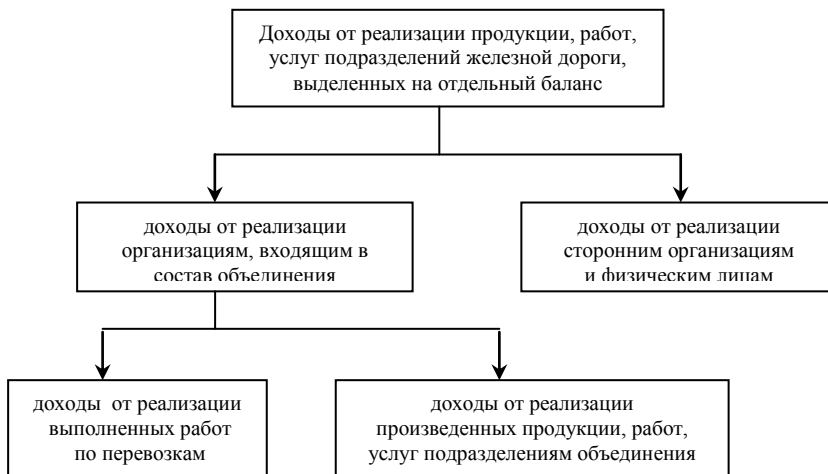 Доходы от реализации продукции, работ,
услуг подразделений железной дороги,
выделенных на отдельный баланс
доходы от реализации
организациям, входящим в
состав объединения
доходы от реализации
сторонним организациям
и физическим лицам
доходы от реализации
выполненных работ
по перевозкам
доходы от реализации
произведенных продукции, работ,
услуг подразделениям объединения